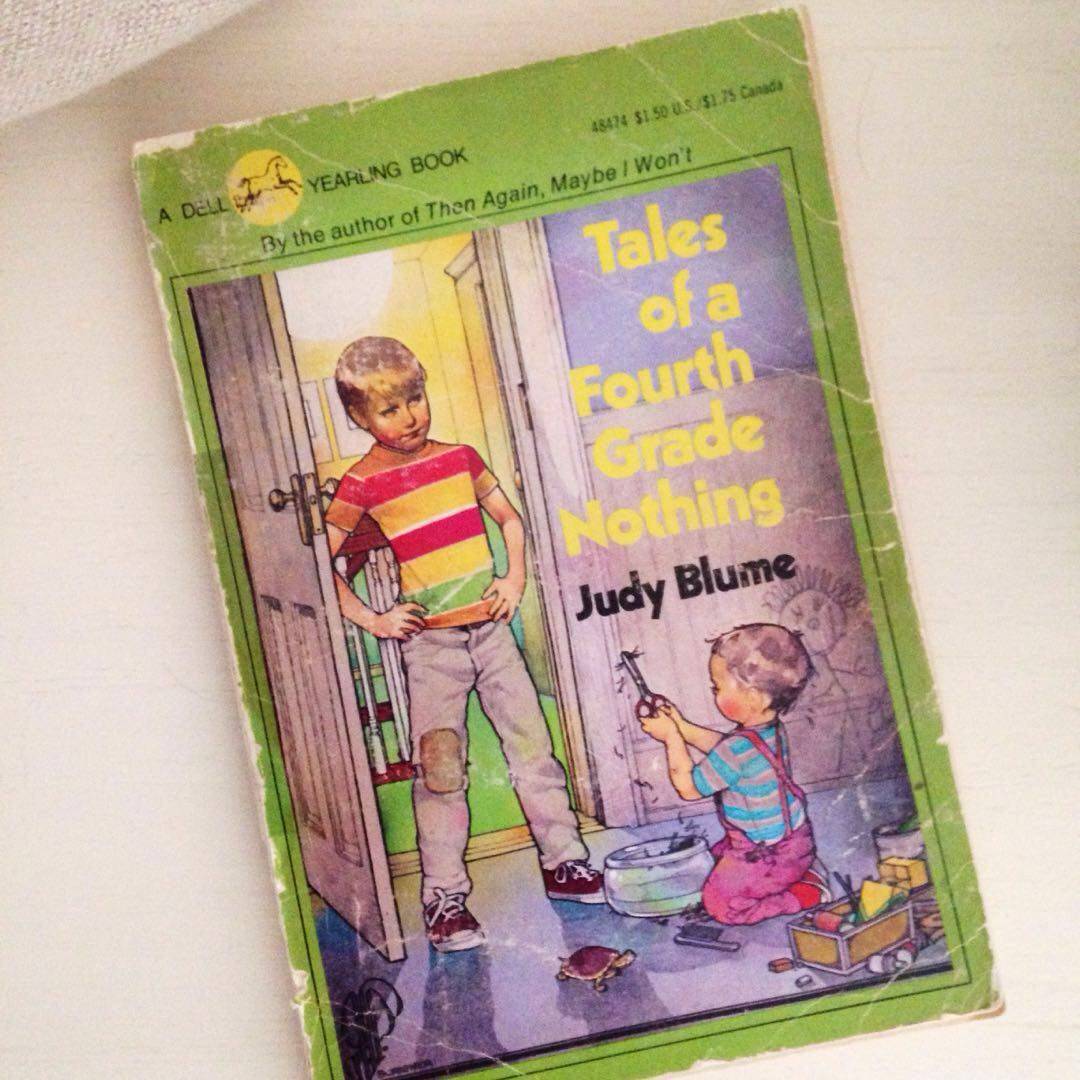 48474 $1.50 U.S./$1.75 Canada
A DELL YEARLING BOOK
By the author of Then Again, Maybe I Won't
Tales
of a
Fourth
Grade
Nothing
Judy Blume